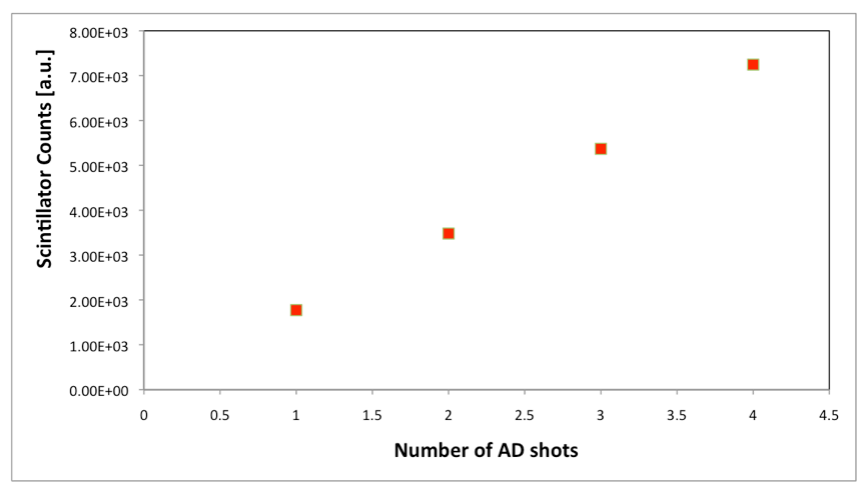 Scintillator Counts [a.u.]
8.00E+03
7.00E+03
6.00E+03
5.00E+03
4.00E+03
3.00E+03
2.00E+03
1.00E+03
0.00E+00
0 0.5 1 1.5 2 2.5 3 3.5 4 4.5
Number of AD shots